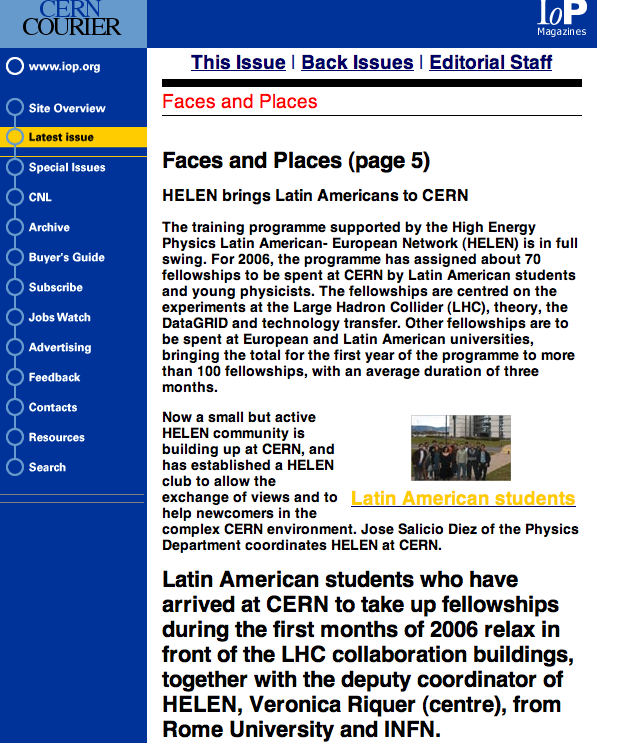 CERN
COURIER
IoP
Magazines
www.iop.org
Site Overview
Latest issue
Special Issues
CNL
Archive
Buyer's Guide
Subscribe
Jobs Watch
Advertising
Feedback
Contacts
Resources
Search
This Issue | Back Issues | Editorial Staff
Faces and Places
Faces and Places (page 5)
HELEN brings Latin Americans to CERN
The training programme supported by the High Energy
Physics Latin American- European Network (HELEN) is in full
swing. For 2006, the programme has assigned about 70
fellowships to be spent at CERN by Latin American students
and young physicists. The fellowships are centred on the
experiments at the Large Hadron Collider (LHC), theory, the
DataGRID and technology transfer. Other fellowships are to
be spent at European and Latin American universities,
bringing the total for the first year of the programme to more
than 100 fellowships, with an average duration of three
months.
Now a small but active
HELEN community is
building up at CERN, and
has established a HELEN
club to allow the
exchange of views and to
help newcomers in the
complex CERN environment. Jose Salicio Diez of the Physics
Department coordinates HELEN at CERN.
Latin American students
Latin American students who have
arrived at CERN to take up fellowships
during the first months of 2006 relax in
front of the LHC collaboration buildings,
together with the deputy coordinator of
HELEN, Veronica Riquer (centre), from
Rome University and INFN.